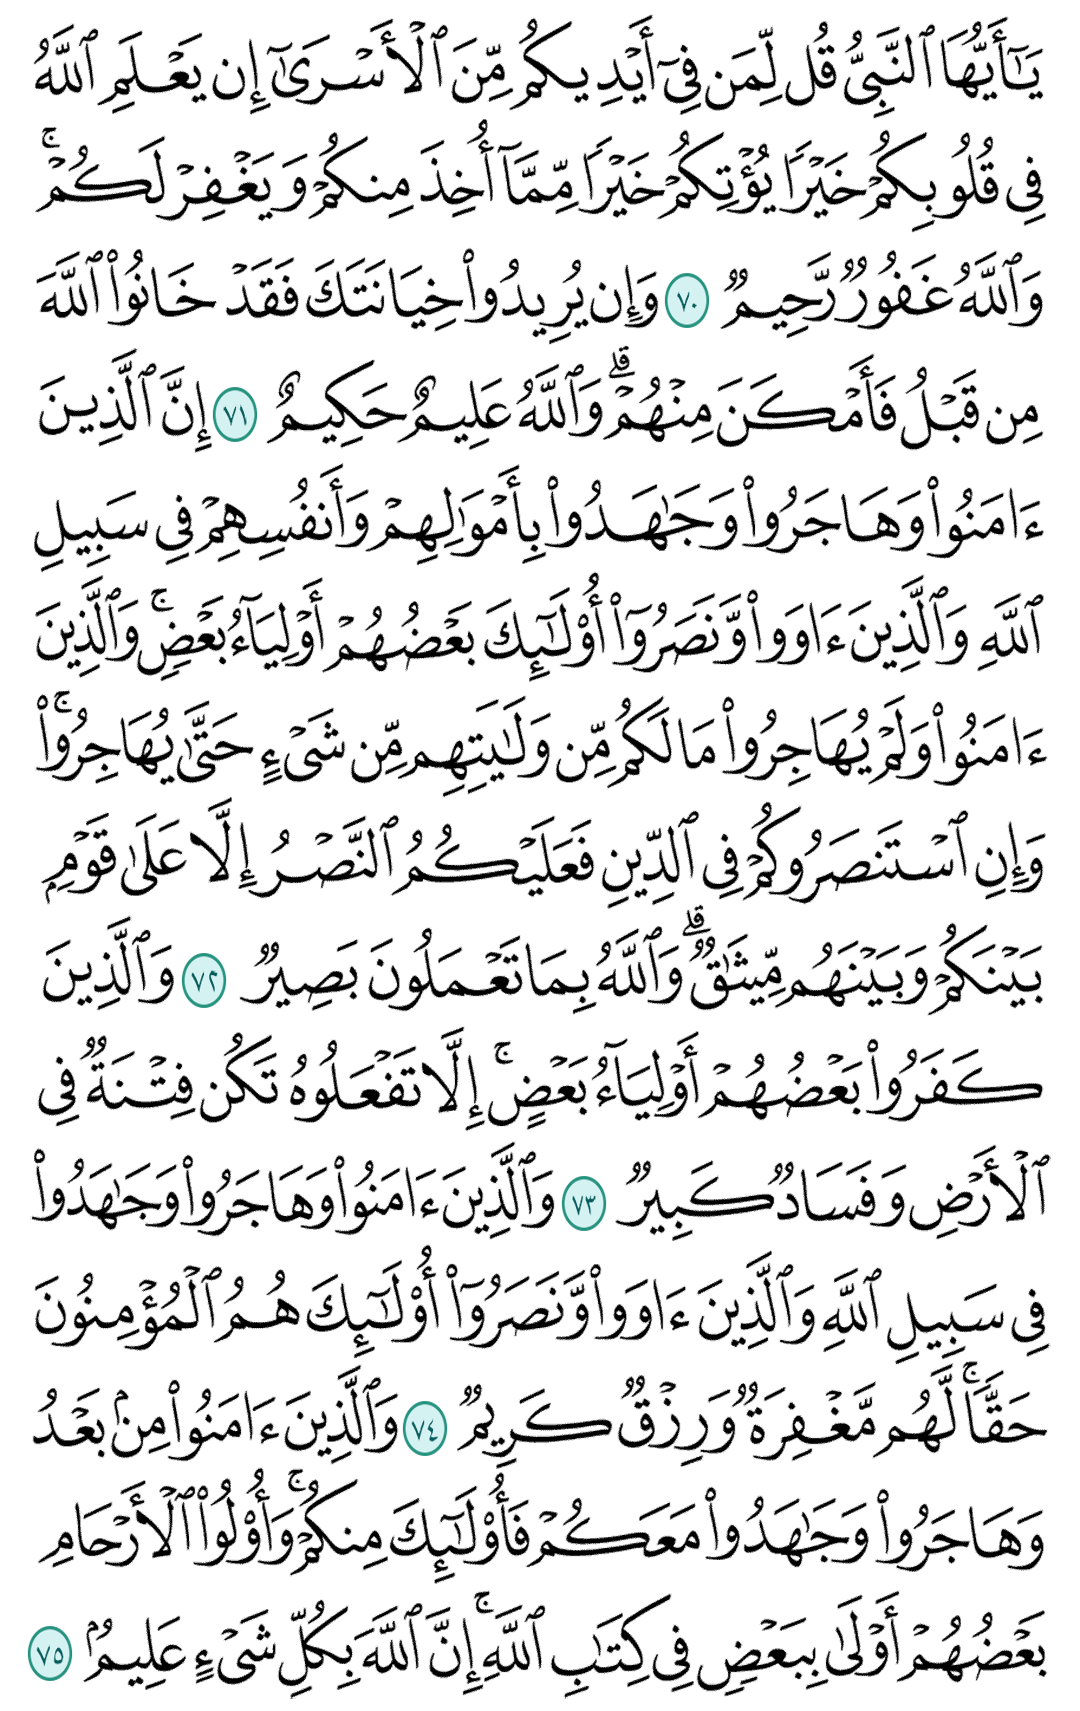 يَٰٓأَيُّهَا ٱلنَّبِيُّ قُل لِّمَن فِيٓ أَيۡدِيكُم مِّنَ ٱلۡأَسۡرَىٰٓ إِن يَعۡلَمِ ٱللَّهُ
فِي قُلُوبِكُمۡ خَيۡرٗا يُؤۡتِكُمۡ خَيۡرٗا مِّمَّآ أُخِذَ مِنكُمۡ وَيَغۡفِرۡ لَكُمۡۚ
وَٱللَّهُ غَفُورٞ رَّحِيمٞ ٧٠ وَإِن يُرِيدُواْ خِيَانَتَكَ فَقَدۡ خَانُواْ ٱللَّهَ
مِن قَبۡلُ فَأَمۡكَنَ مِنۡهُمۡۗ وَٱللَّهُ عَلِيمٌ حَكِيمٌ ٧١ إِنَّ ٱلَّذِينَ
ءَامَنُواْ وَهَاجَرُواْ وَجَٰهَدُواْ بِأَمۡوَٰلِهِمۡ وَأَنفُسِهِمۡ فِي سَبِيلِ
ٱللَّهِ وَٱلَّذِينَ ءَاوَواْ وَّنَصَرُوٓاْ أُوْلَٰٓئِكَ بَعۡضُهُمۡ أَوۡلِيَآءُ بَعۡضٖۚ وَٱلَّذِينَ
ءَامَنُواْ وَلَمۡ يُهَاجِرُواْ مَا لَكُم مِّن وَلَٰيَتِهِم مِّن شَيۡءٍ حَتَّىٰ يُهَاجِرُواْۚ
وَإِنِ ٱسۡتَنصَرُوكُمۡ فِي ٱلدِّينِ فَعَلَيۡكُمُ ٱلنَّصۡرُ إِلَّا عَلَىٰ قَوۡمِۭ
بَيۡنَكُمۡ وَبَيۡنَهُم مِّيثَٰقٞۗ وَٱللَّهُ بِمَا تَعۡمَلُونَ بَصِيرٞ ٧٢ وَٱلَّذِينَ
كَفَرُواْ بَعۡضُهُمۡ أَوۡلِيَآءُ بَعۡضٍۚ إِلَّا تَفۡعَلُوهُ تَكُن فِتۡنَةٞ فِي
ٱلۡأَرۡضِ وَفَسَادٞ كَبِيرٞ ٧٣ وَٱلَّذِينَ ءَامَنُواْ وَهَاجَرُواْ وَجَٰهَدُواْ
فِي سَبِيلِ ٱللَّهِ وَٱلَّذِينَ ءَاوَواْ وَّنَصَرُوٓاْ أُوْلَٰٓئِكَ هُمُ ٱلۡمُؤۡمِنُونَ
حَقّٗاۚ لَّهُم مَّغۡفِرَةٞ وَرِزۡقٞ كَرِيمٞ ٧٤ وَٱلَّذِينَ ءَامَنُواْ مِنۢ بَعۡدُ
وَهَاجَرُواْ وَجَٰهَدُواْ مَعَكُمۡ فَأُوْلَٰٓئِكَ مِنكُمۡۚ وَأُوْلُواْ ٱلۡأَرۡحَامِ
بَعۡضُهُمۡ أَوۡلَىٰ بِبَعۡضٖ فِي كِتَٰبِ ٱللَّهِۚ إِنَّ ٱللَّهَ بِكُلِّ شَيۡءٍ عَلِيمُۢ ٧٥